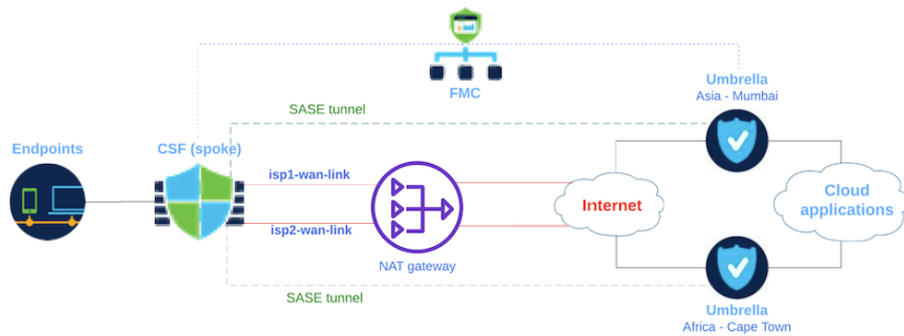 FMC
Umbrella
Asia - Mumbai
SASE tunnel
Endpoints
CSF (spoke)
isp1-wan-link
Internet
Cloud
applications
isp2-wan-link
NAT gateway
SASE tunnel
Umbrella
Africa - Cape Town